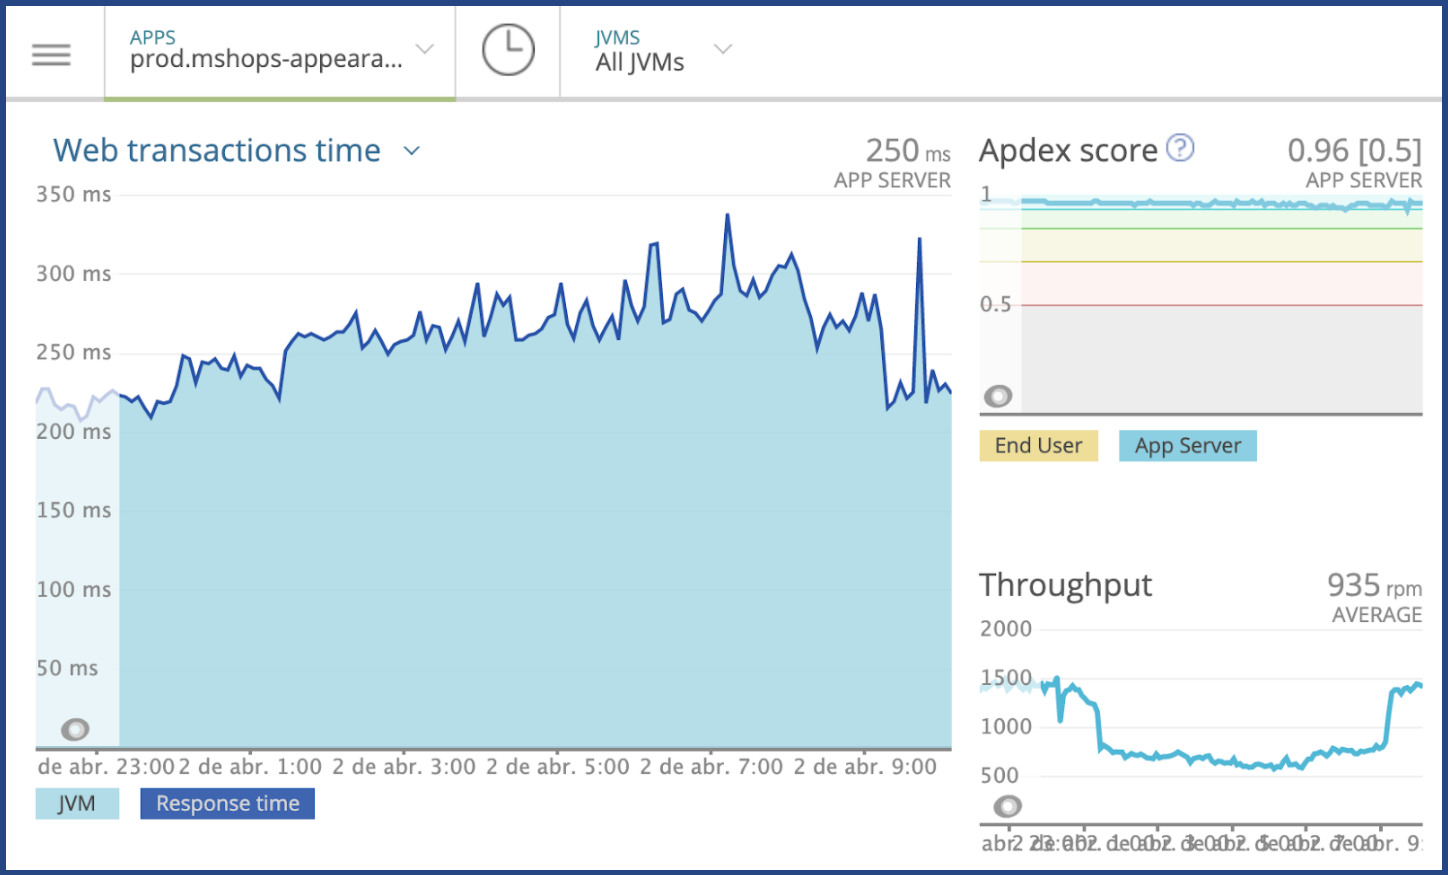 APPS
prod.mshops-appeara...
JVMS
All JVMs
Web transactions time
250 ms
APP SERVER
350 ms
300 ms
250 ms
200 ms
150 ms
100 ms
50 ms
de abr. 23:00 2 de abr. 1:00 2 de abr. 3:00 2 de abr. 5:00 2 de abr. 7:00 2 de abr. 9:00
JVM
Response time
Apdex score ?
0.96 [0.5]
APP SERVER
1
0.5
End User
App Server
Throughput
935 rpm
AVERAGE
2000
1500
1000
500
abr.